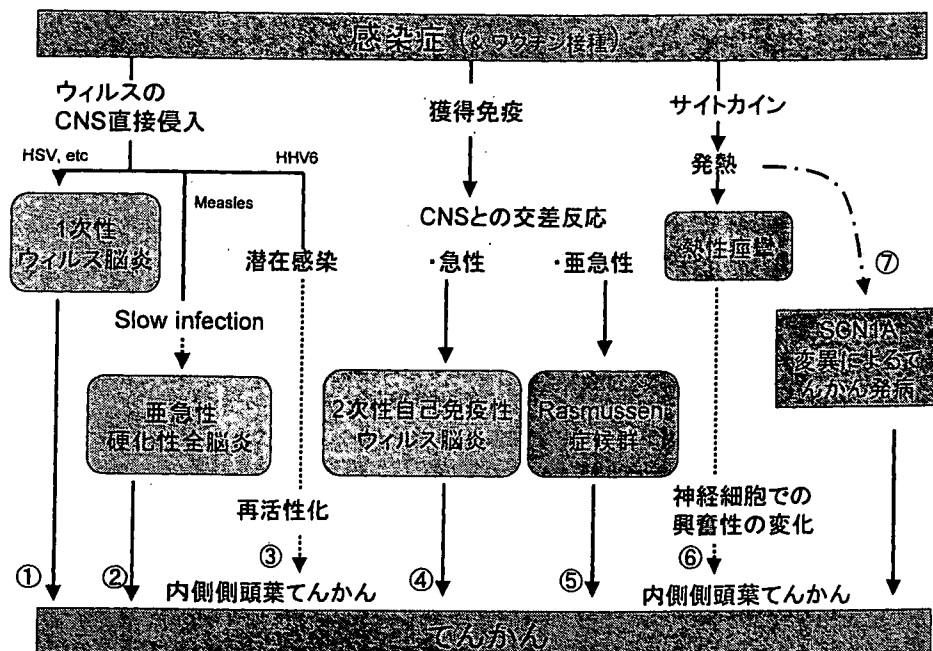 感染症(& ワクチン接種)
ウィルスの
CNS直接侵入
HSV, etc
HHV6
Measles
1次性
ウィルス脳炎
潜在感染
Slow infection
亜急性
硬化性全脳炎
再活性化
①
②
③
内側側頭葉てんかん
獲得免疫
CNSとの交差反応
・急性
・亜急性
2次性自己免疫性
ウィルス脳炎
Rasmussen
症候群
④
⑤
サイトカイン
発熱
熱性痙攣
⑦
SCN1A
変異によるて
んかん発病
神経細胞での
興奮性の変化
⑥
内側側頭葉てんかん
てんかん